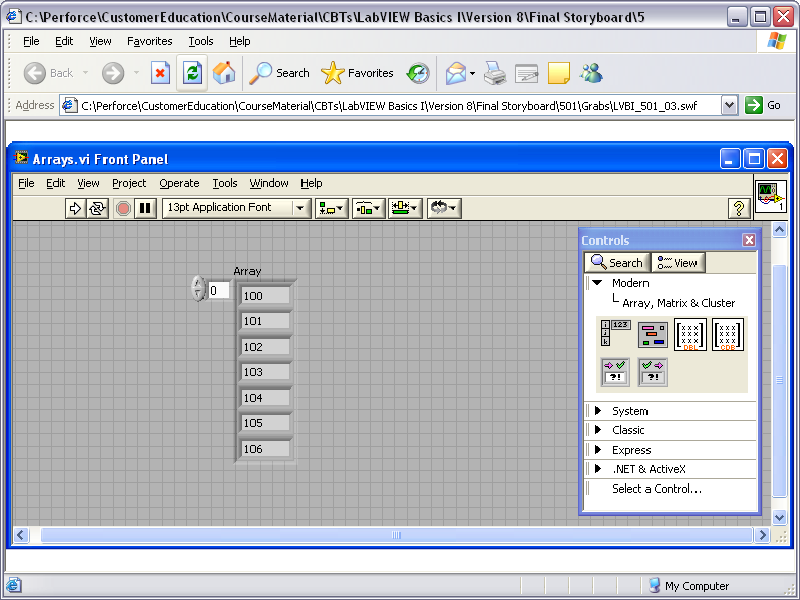 C:\Perforce\CustomerEducation\CourseMaterial\CBTs\LabVIEW Basics I\Version 8\Final Storyboard\5
File Edit View Favorites Tools Help
Back Search Favorites
Address C:\Perforce\CustomerEducation\CourseMaterial\CBTs\LabVIEW Basics I\Version 8\Final Storyboard\501\Grabs\LVBI_501_03.swf Go
Arrays.vi Front Panel
File Edit View Project Operate Tools Window Help
13pt Application Font ? 1
Controls
Search View
Modern
Array, Matrix & Cluster
123
DBL
CDB
?!
?!
System
Classic
Express
.NET & ActiveX
Select a Control...
Array
0
100
101
102
103
104
105
106
My Computer